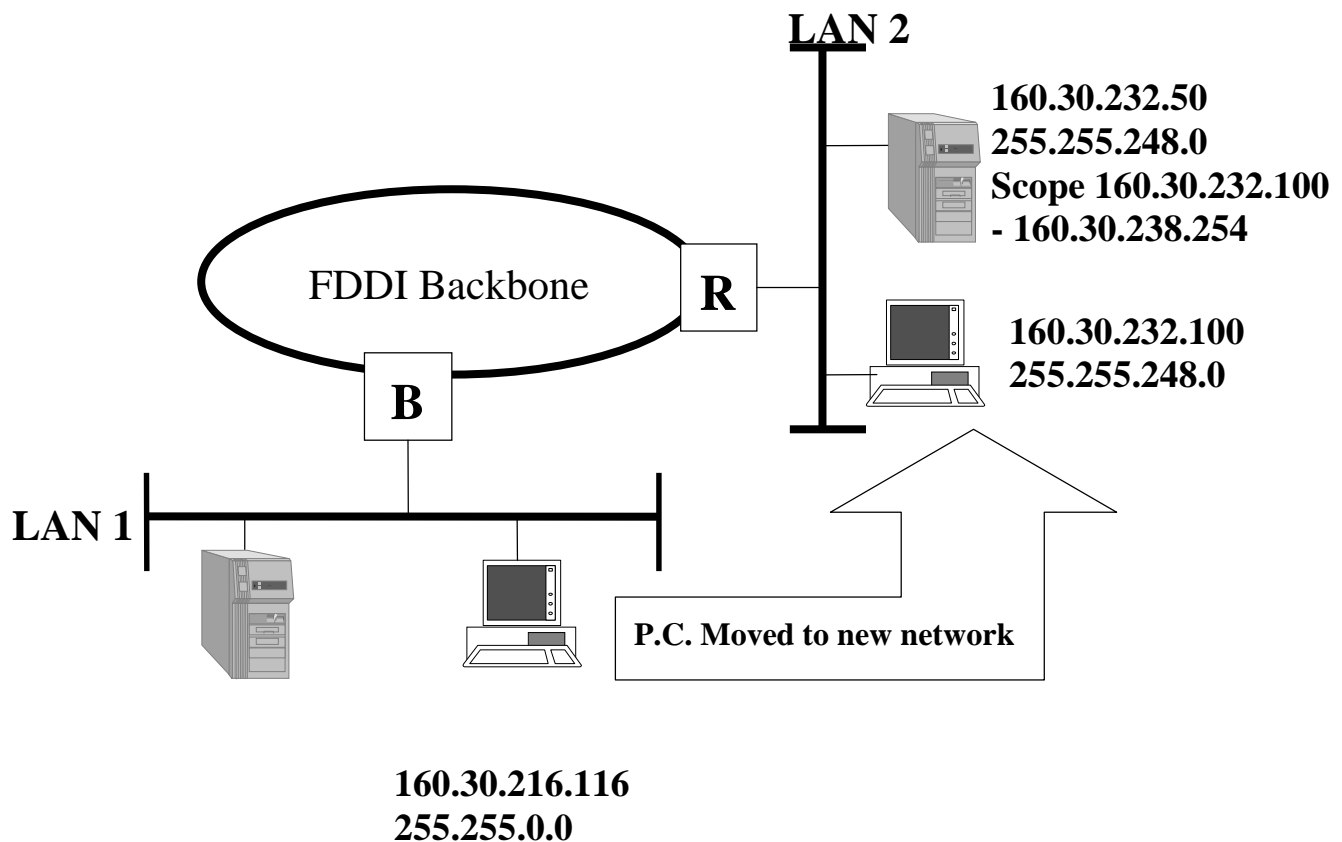 LAN 2
160.30.232.50
255.255.248.0
Scope 160.30.232.100
- 160.30.238.254
FDDI Backbone
R
160.30.232.100
255.255.248.0
B
LAN 1
P.C. Moved to new network
160.30.216.116
255.255.0.0